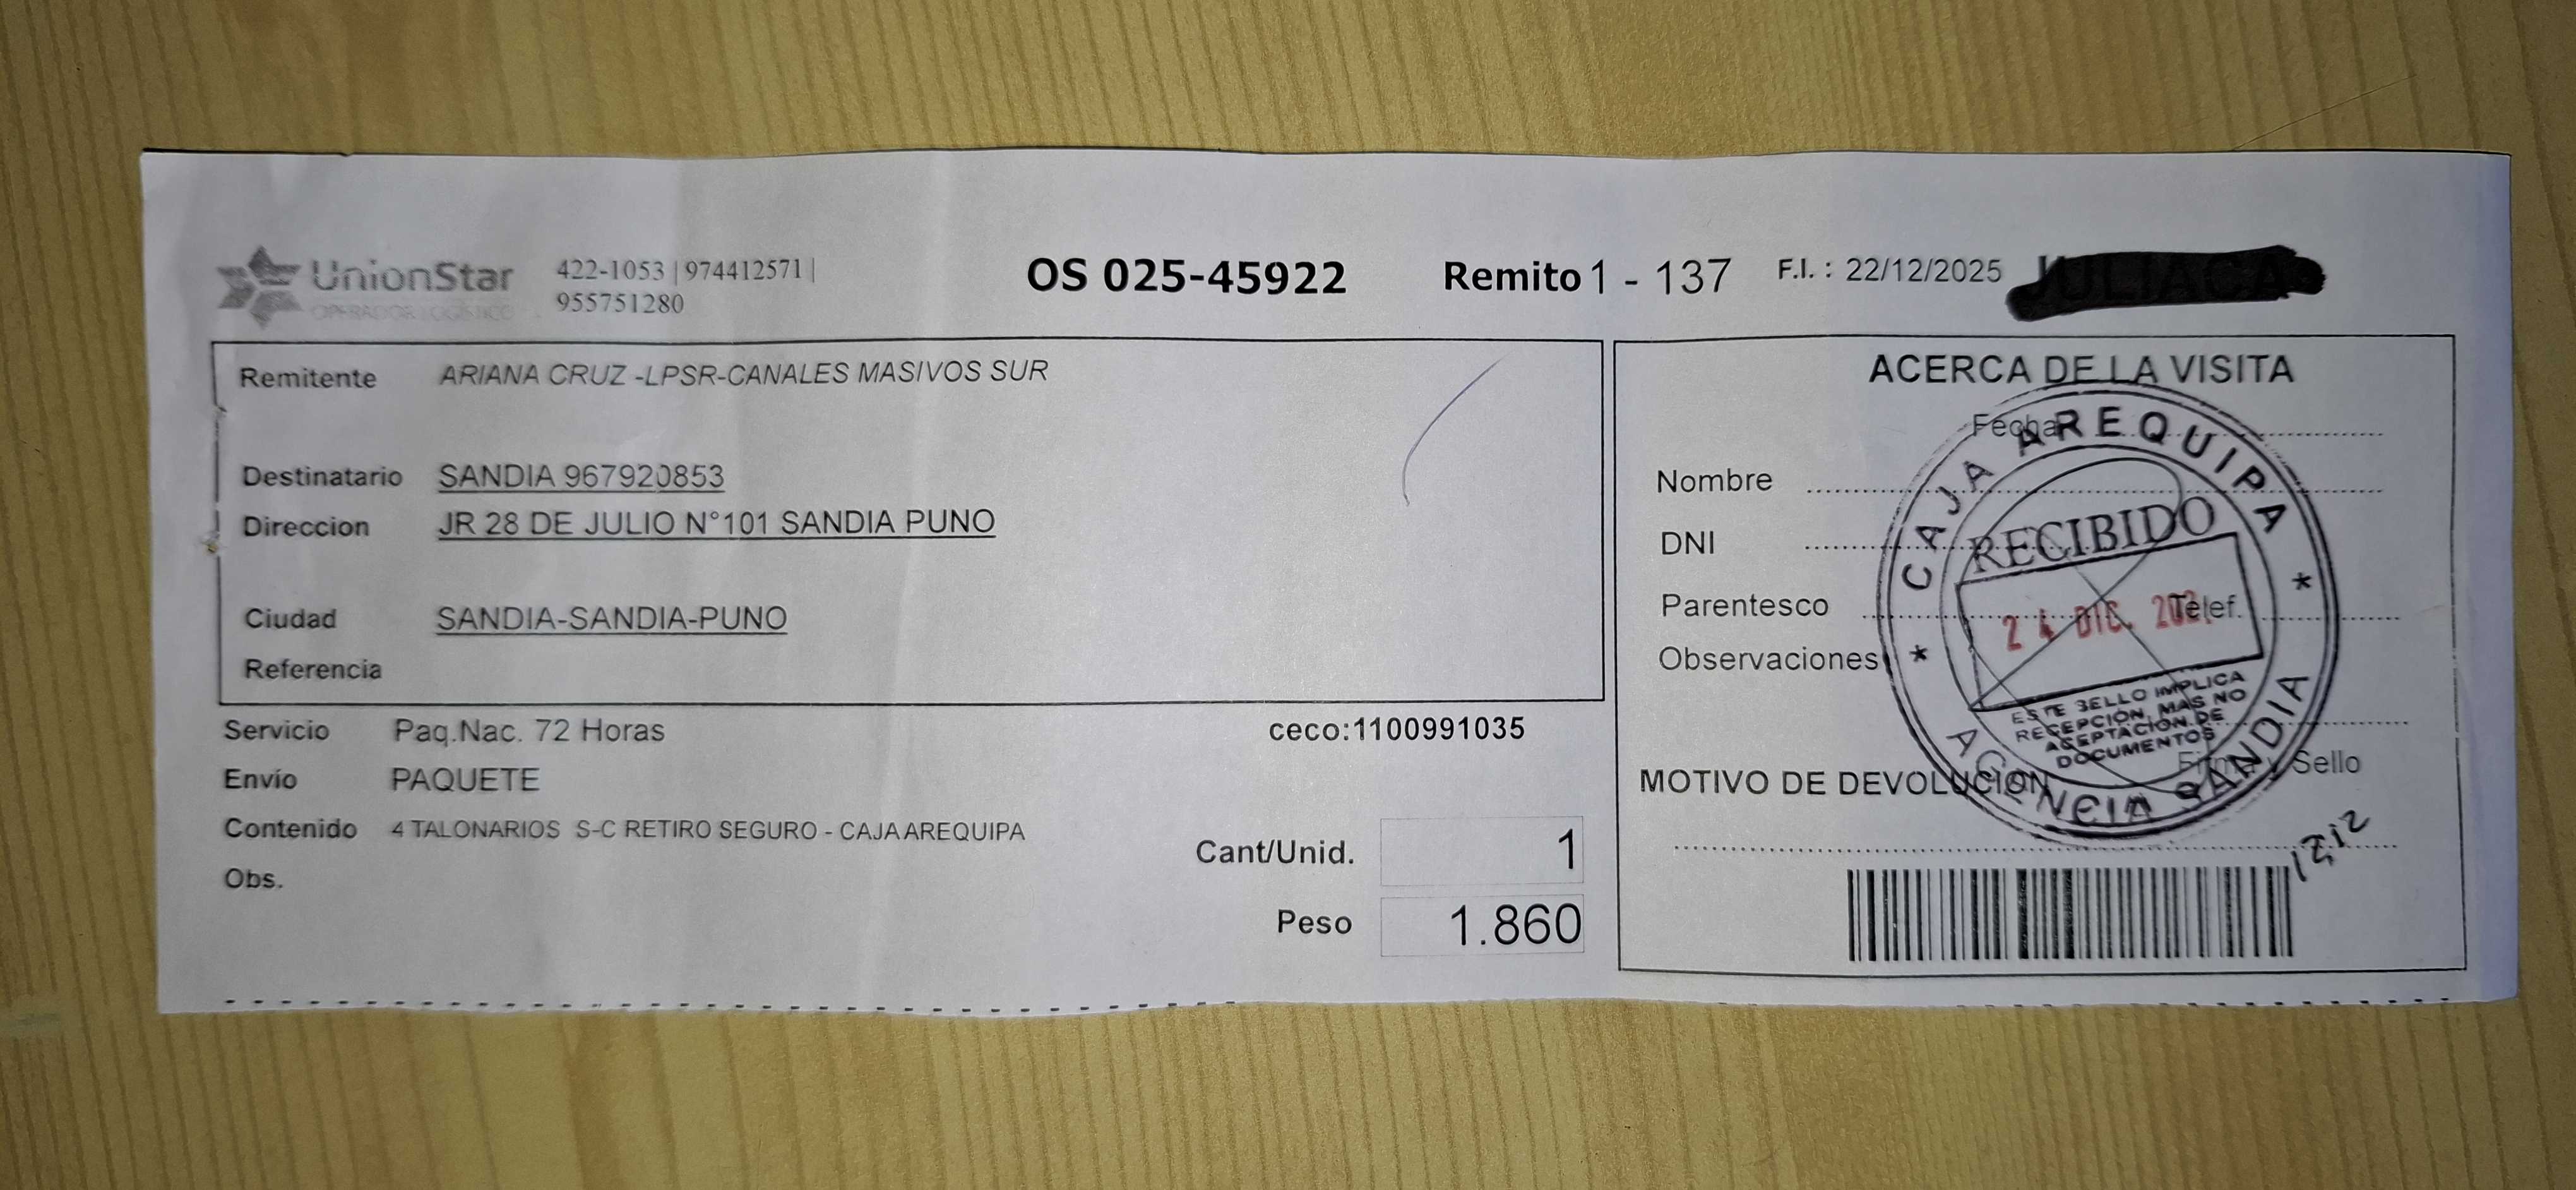 UnionStar
OPERADOR LOGÍSTICO
422-1053 | 974412571 |
955751280
OS 025-45922
Remito 1 - 137
F.I. : 22/12/2025
JULIACA
Remitente ARIANA CRUZ -LPSR-CANALES MASIVOS SUR
Destinatario SANDIA 967920853
Direccion JR 28 DE JULIO N°101 SANDIA PUNO
Ciudad SANDIA-SANDIA-PUNO
Referencia
Servicio Paq.Nac. 72 Horas
ceco:1100991035
Envío PAQUETE
Contenido 4 TALONARIOS S-C RETIRO SEGURO - CAJA AREQUIPA
Obs.
Cant/Unid. 1
Peso 1.860
ACERCA DE LA VISITA
Fecha
Nombre
DNI
Parentesco
Telef.
Observaciones
Firma y Sello
MOTIVO DE DEVOLUCION
CAJA AREQUIPA
RECIBIDO
24 DIC.
ESTE SELLO IMPLICA
RECEPCIÓN, MAS NO
ACEPTACIÓN DE
DOCUMENTOS
* AGENCIA SANDIA *